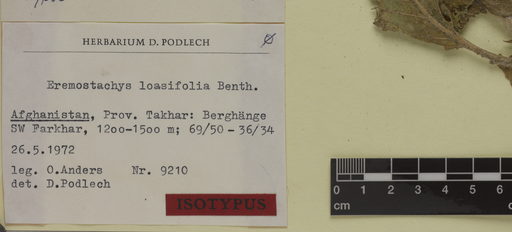 HERBARIUM D. PODLECH
Eremostachys loasifolia Benth.
Afghanistan, Prov. Takhar: Berghänge
SW Farkhar, 12oo-15oo m; 69/50 - 36/34
26.5.1972
leg. O.Anders Nr. 9210
det. D.Podlech
ISOTYPUS
0 1 2 3 4 5
cm